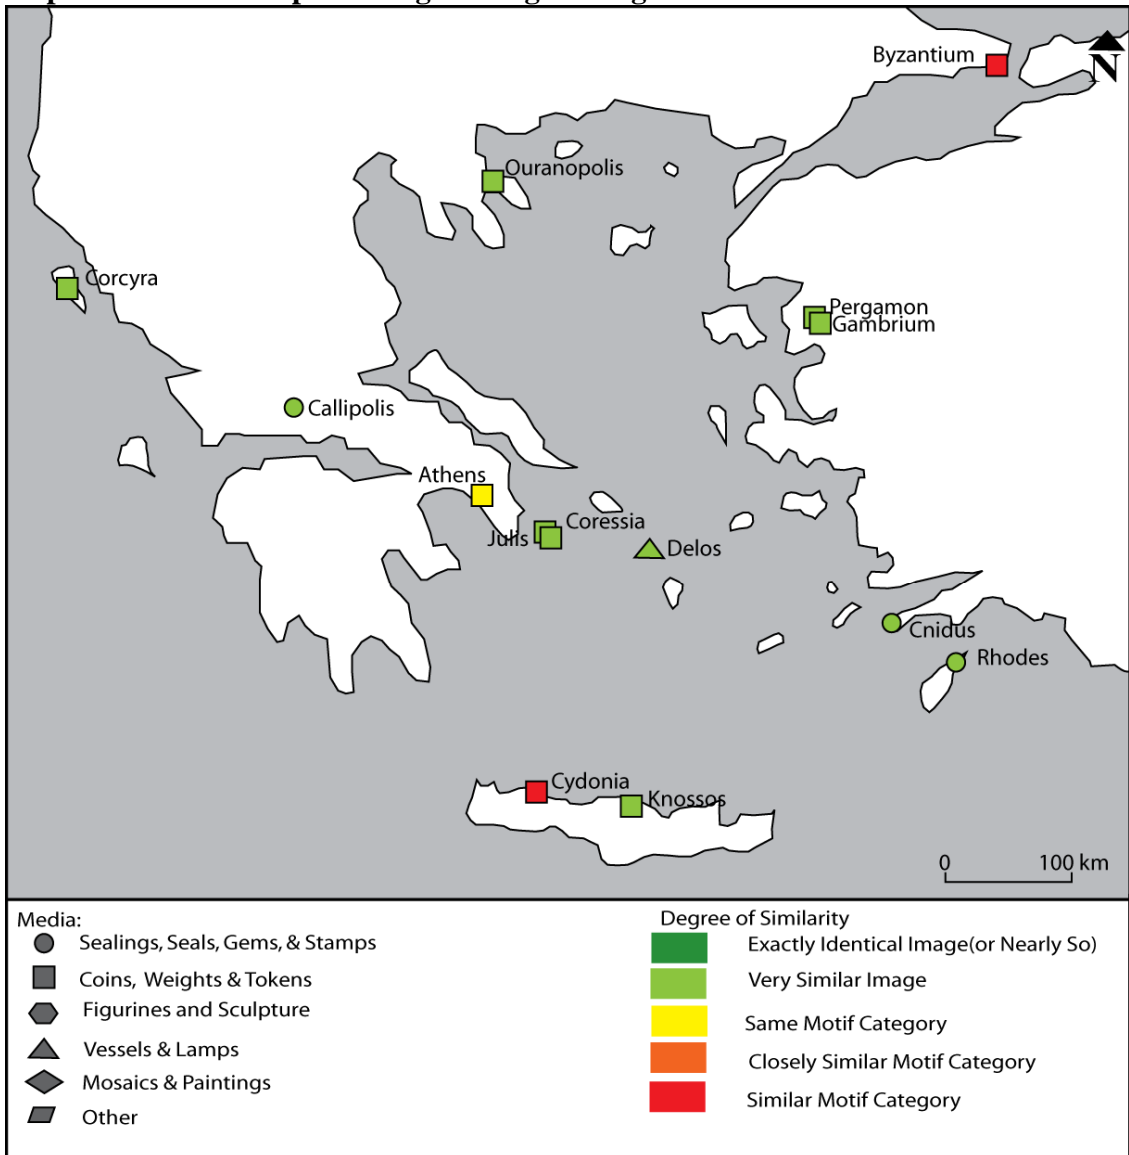 Byzantium
N
Ouranopolis
Corcyra
Pergamon
Gambrium
Callipolis
Athens
Coressia
Julis
Delos
Cnidus
Rhodes
Cydonia
Knossos
0 100 km
Media:
Sealings, Seals, Gems, & Stamps
Coins, Weights & Tokens
Figurines and Sculpture
Vessels & Lamps
Mosaics & Paintings
Other
Degree of Similarity
Exactly Identical Image(or Nearly So)
Very Similar Image
Same Motif Category
Closely Similar Motif Category
Similar Motif Category